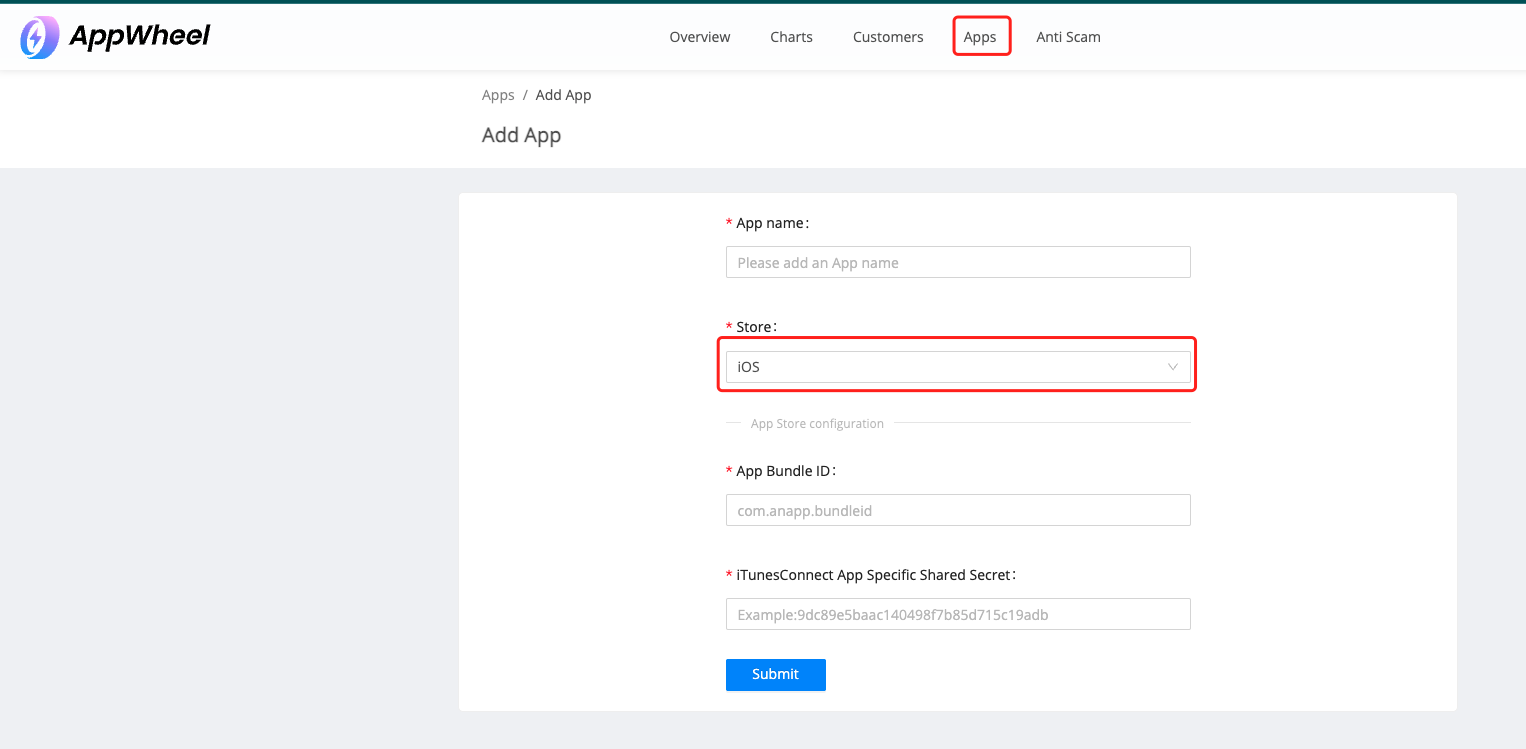 AppWheel
Overview Charts Customers Apps Anti Scam
Apps / Add App
Add App
* App name:
Please add an App name
* Store:
iOS
App Store configuration
* App Bundle ID:
com.anapp.bundleid
* iTunesConnect App Specific Shared Secret:
Example:9dc89e5baac140498f7b85d715c19adb
Submit